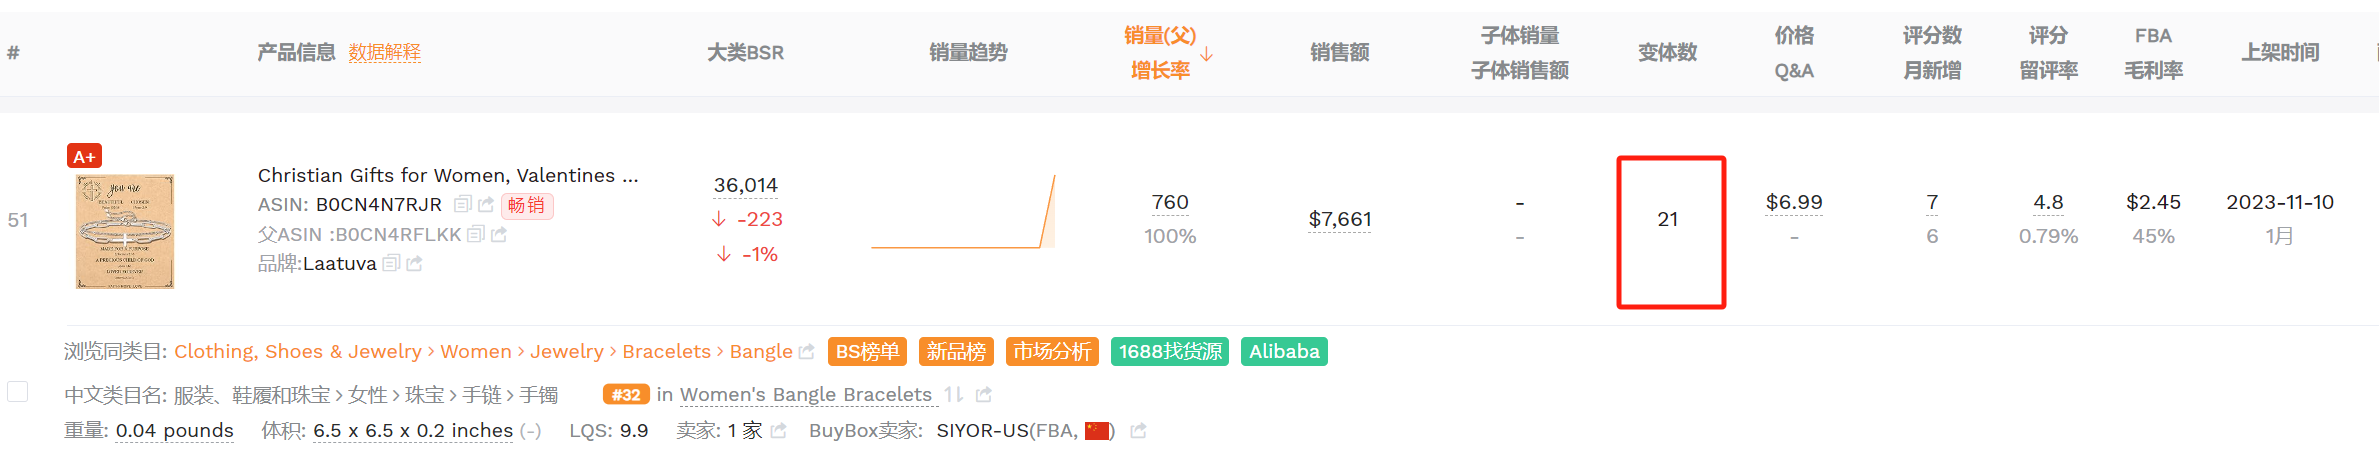 # 产品信息 数据解释 大类BSR 销量趋势 销量(父) 增长率 销售额 子体销量 子体销售额 变体数 价格 Q&A 评分数 月新增 评分 留评率 FBA 毛利率 上架时间
A+
you are
51
Christian Gifts for Women, Valentines ...
ASIN: B0CN4N7RJR 畅销
父ASIN :B0CN4RFLKK
品牌:Laatuva
36,014
-223
-1%
760
100%
$7,661
-
-
21
$6.99
-
7
6
4.8
0.79%
$2.45
45%
2023-11-10
1月
浏览同类目: Clothing, Shoes & Jewelry › Women › Jewelry › Bracelets › Bangle BS榜单 新品榜 市场分析 1688找货源 Alibaba
中文类目名: 服装、鞋履和珠宝 › 女性 › 珠宝 › 手链 › 手镯 #32 in Women's Bangle Bracelets
重量: 0.04 pounds 体积: 6.5 x 6.5 x 0.2 inches (-) LQS: 9.9 卖家: 1 家 BuyBox卖家: SIYOR-US(FBA, )